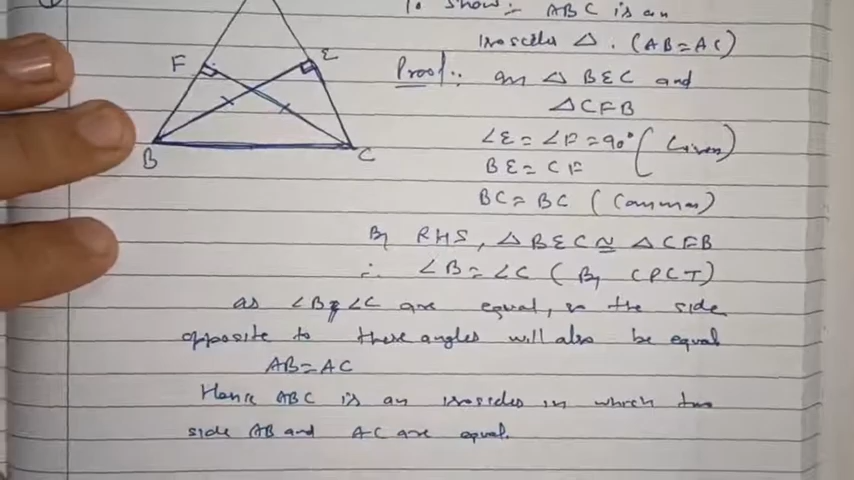 To show :- ABC is an
isosceles Δ. (AB=AC)
F
E
B
C
Proof :. In Δ BEC and
Δ CFB
∠E = ∠F = 90° ( Given )
BE = CF
BC = BC ( Common )
By RHS, Δ BEC ≅ Δ CFB
∴ ∠B = ∠C ( By CPCT )
as ∠B & ∠C are equal, so the side
opposite to these angles will also be equal
AB = AC
Hence ABC is an isosceles in which two
side AB and AC are equal.